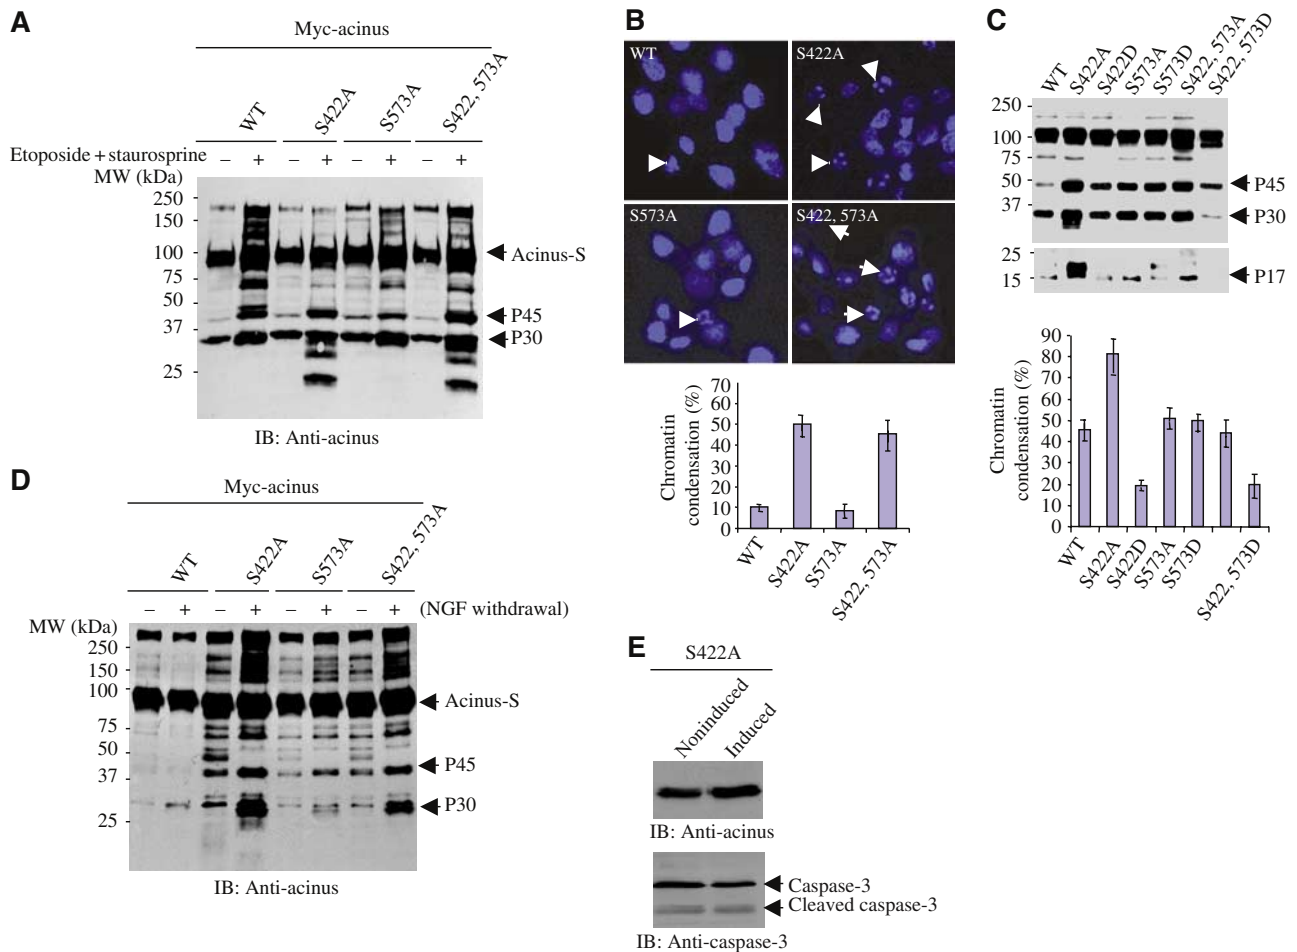 A
Myc-acinus
WT
S422A
S573A
S422, 573A
Etoposide + staurosprine
– + – + – + – +
MW (kDa)
250
150
100
75
50
37
25
Acinus-S
P45
P30
IB: Anti-acinus
B
WT
S422A
S573A
S422, 573A
Chromatin
condensation (%)
70
60
50
40
30
20
10
0
WT
S422A
S573A
S422, 573A
C
WT
S422A
S422D
S573A
S573D
S422, 573A
S422, 573D
250
100
75
50
37
25
15
P45
P30
P17
Chromatin
condensation (%)
90
80
70
60
50
40
30
20
10
0
WT
S422A
S422D
S573A
S573D
S422, 573D
D
Myc-acinus
WT
S422A
S573A
S422, 573A
– + – + – + – + (NGF withdrawal)
MW (kDa)
250
150
100
75
50
37
25
Acinus-S
P45
P30
IB: Anti-acinus
E
S422A
Noninduced
Induced
IB: Anti-acinus
Caspase-3
Cleaved caspase-3
IB: Anti-caspase-3